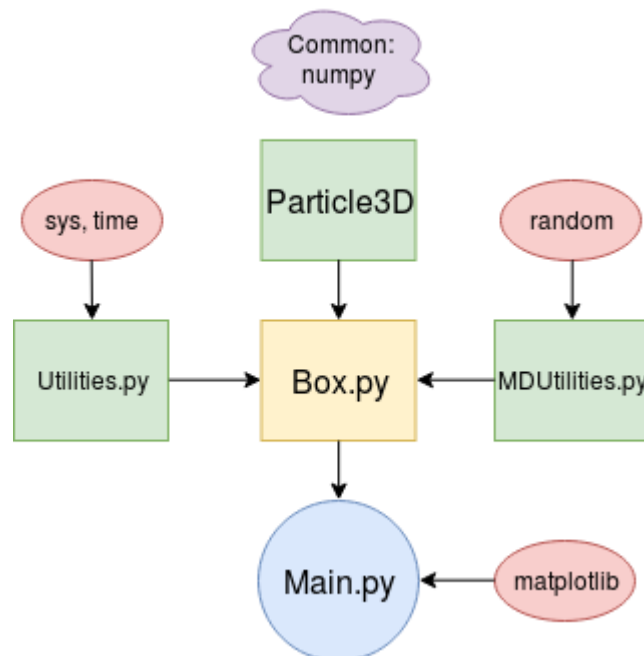 Common:
numpy
Particle3D
sys, time
random
Utilities.py
Box.py
MDUtilities.py
Main.py
matplotlib